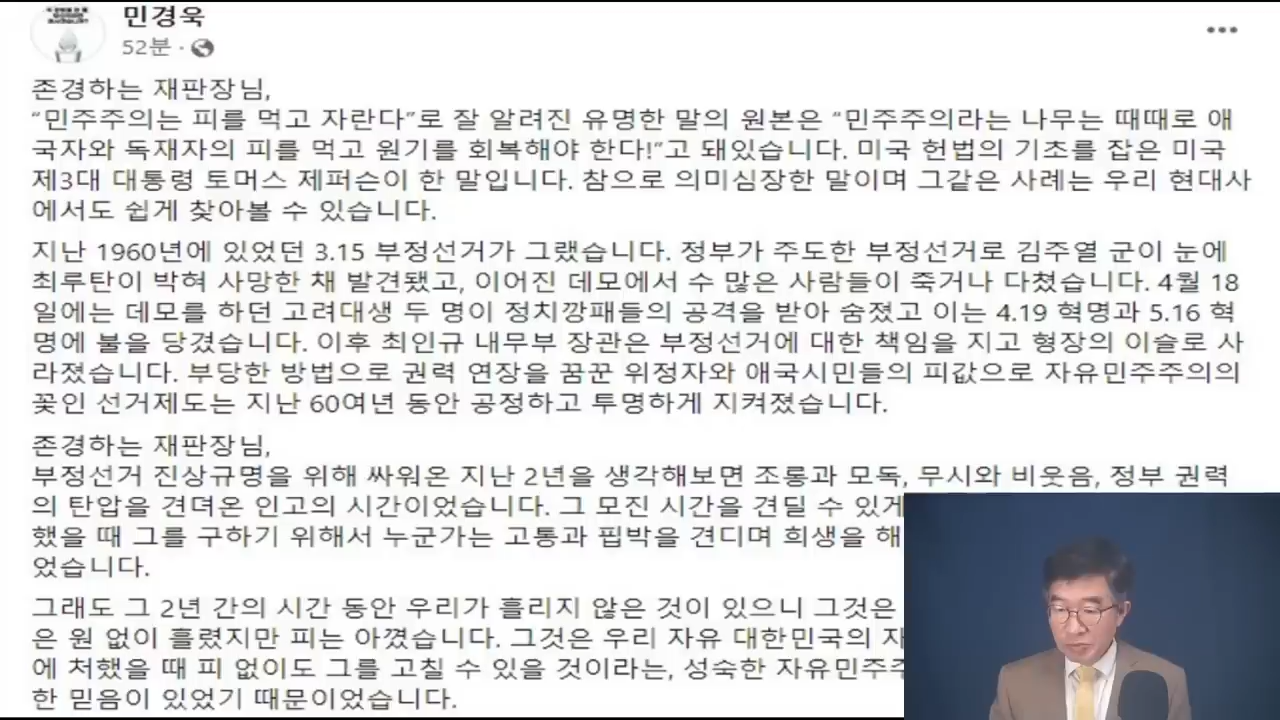 민경욱
52분 ·
존경하는 재판장님,
“민주주의는 피를 먹고 자란다”로 잘 알려진 유명한 말의 원본은 “민주주의라는 나무는 때때로 애
국자와 독재자의 피를 먹고 원기를 회복해야 한다!”고 돼있습니다. 미국 헌법의 기초를 잡은 미국
제3대 대통령 토머스 제퍼슨이 한 말입니다. 참으로 의미심장한 말이며 그같은 사례는 우리 현대사
에서도 쉽게 찾아볼 수 있습니다.
지난 1960년에 있었던 3.15 부정선거가 그랬습니다. 정부가 주도한 부정선거로 김주열 군이 눈에
최루탄이 박혀 사망한 채 발견됐고, 이어진 데모에서 수 많은 사람들이 죽거나 다쳤습니다. 4월 18
일에는 데모를 하던 고려대생 두 명이 정치깡패들의 공격을 받아 숨졌고 이는 4.19 혁명과 5.16 혁
명에 불을 당겼습니다. 이후 최인규 내무부 장관은 부정선거에 대한 책임을 지고 형장의 이슬로 사
라졌습니다. 부당한 방법으로 권력 연장을 꿈꾼 위정자와 애국시민들의 피값으로 자유민주주의의
꽃인 선거제도는 지난 60여년 동안 공정하고 투명하게 지켜졌습니다.
존경하는 재판장님,
부정선거 진상규명을 위해 싸워온 지난 2년을 생각해보면 조롱과 모독, 무시와 비웃음, 정부 권력
의 탄압을 견뎌온 인고의 시간이었습니다. 그 모진 시간을 견딜 수 있게
했을 때 그를 구하기 위해서 누군가는 고통과 핍박을 견디며 희생을 해
었습니다.
그래도 그 2년 간의 시간 동안 우리가 흘리지 않은 것이 있으니 그것은
은 원 없이 흘렸지만 피는 아꼈습니다. 그것은 우리 자유 대한민국의 자
에 처했을 때 피 없이도 그를 고칠 수 있을 것이라는, 성숙한 자유민주주
한 믿음이 있었기 때문이었습니다.